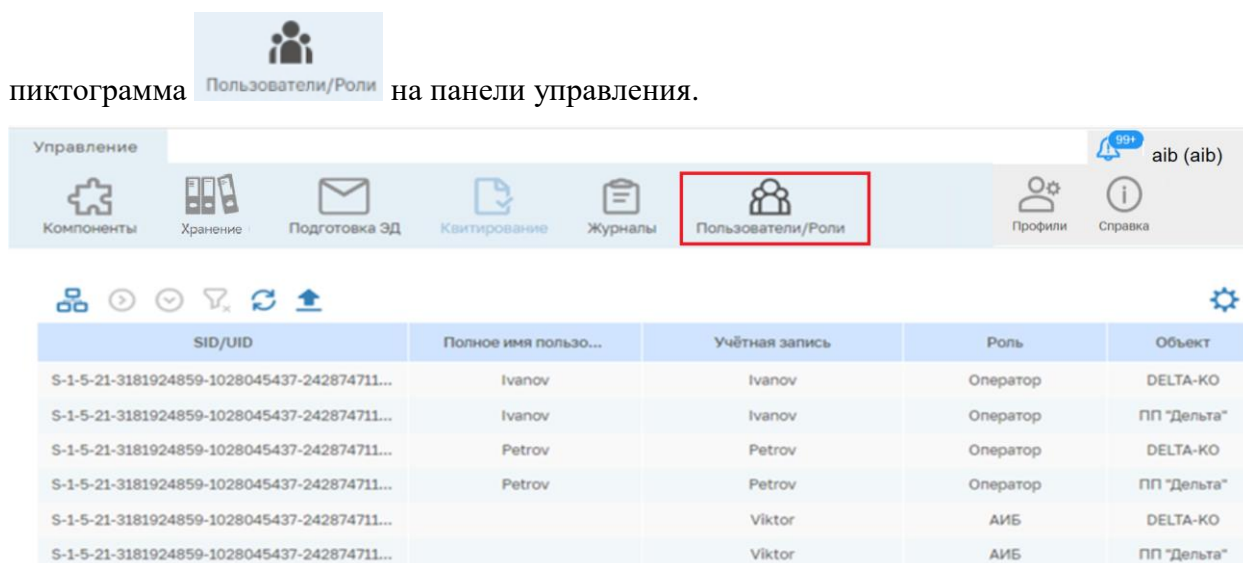 пиктограмма Пользователи/Роли на панели управления.
Управление 99+ aib (aib)
Компоненты Хранение Подготовка ЭД Квитирование Журналы Пользователи/Роли Профили Справка
SID/UID Полное имя пользо... Учётная запись Роль Объект
S-1-5-21-3181924859-1028045437-242874711... Ivanov Ivanov Оператор DELTA-KO
S-1-5-21-3181924859-1028045437-242874711... Ivanov Ivanov Оператор ПП "Дельта"
S-1-5-21-3181924859-1028045437-242874711... Petrov Petrov Оператор DELTA-KO
S-1-5-21-3181924859-1028045437-242874711... Petrov Petrov Оператор ПП "Дельта"
S-1-5-21-3181924859-1028045437-242874711... Viktor АИБ DELTA-KO
S-1-5-21-3181924859-1028045437-242874711... Viktor АИБ ПП "Дельта"